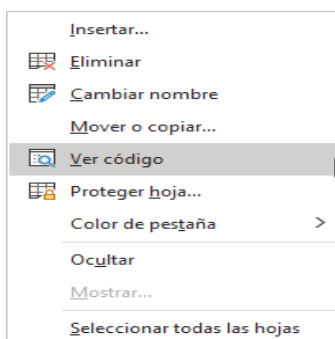 Insertar...
Eliminar
Cambiar nombre
Mover o copiar...
Ver código
Proteger hoja...
Color de pestaña >
Ocultar
Mostrar...
Seleccionar todas las hojas